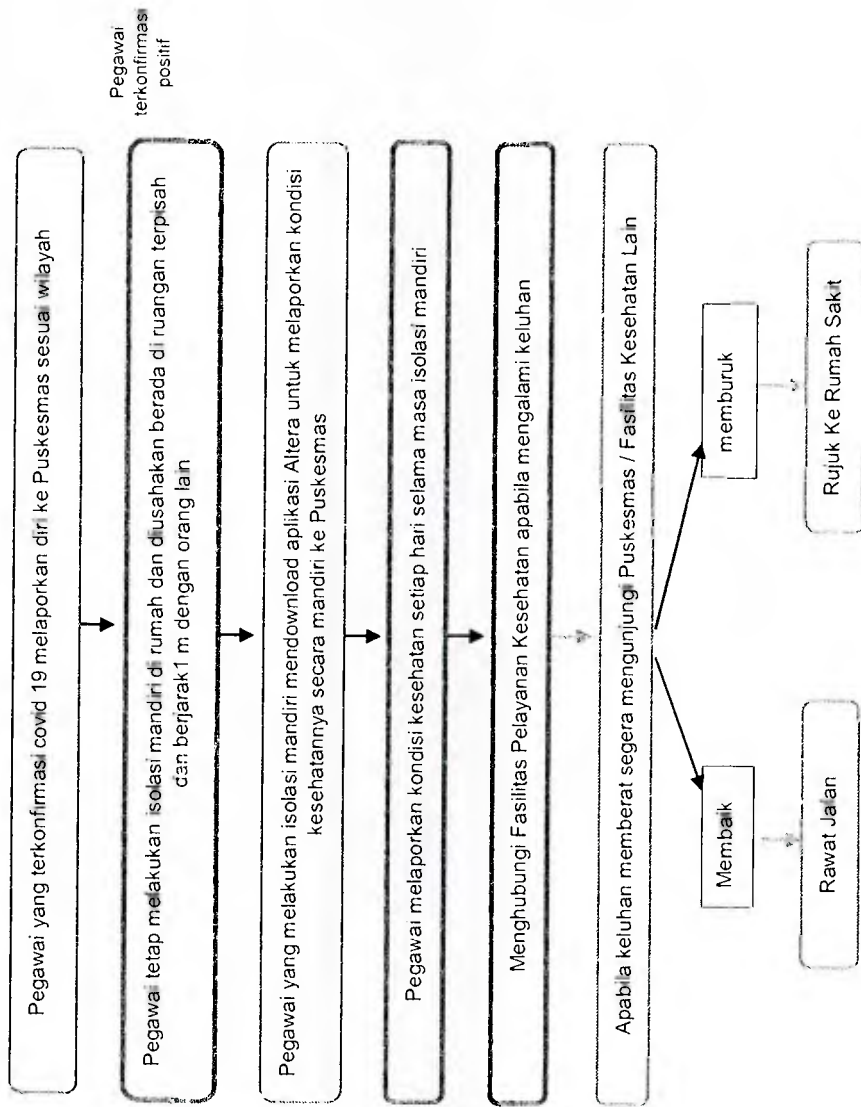 Pegawai
terkonfirmasi
positif
Pegawai yang terkonfirmasi covid 19 melaporkan diri ke Puskesmas sesuai wilayah
Pegawai tetap melakukan isolasi mandiri di rumah dan diusahakan berada di ruangan terpisah
dan berjarak1 m dengan orang lain
Pegawai yang melakukan isolasi mandiri mendownload aplikasi Altera untuk melaporkan kondisi
kesehatannya secara mandiri ke Puskesmas
Pegawai melaporkan kondisi kesehatan setiap hari selama masa isolasi mandiri
Menghubungi Fasilitas Pelayanan Kesehatan apabila mengalami keluhan
Apabila keluhan memberat segera mengunjungi Puskesmas / Fasilitas Kesehatan Lain
Membaik
memburuk
Rawat Jalan
Rujuk Ke Rumah Sakit